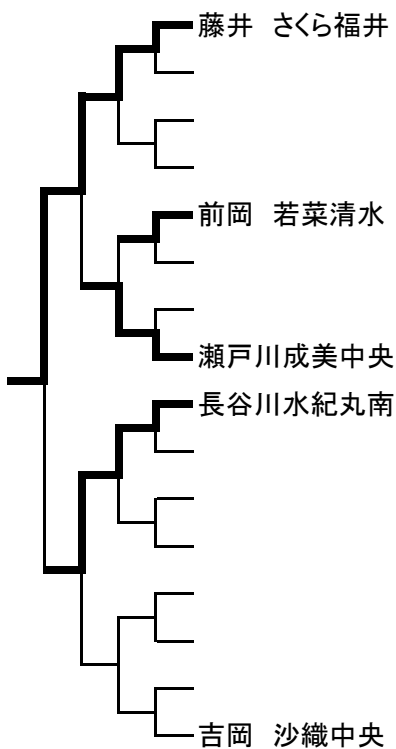 藤井　さくら福井
前岡　若菜清水
瀬戸川成美中央
長谷川水紀丸南
吉岡　沙織中央